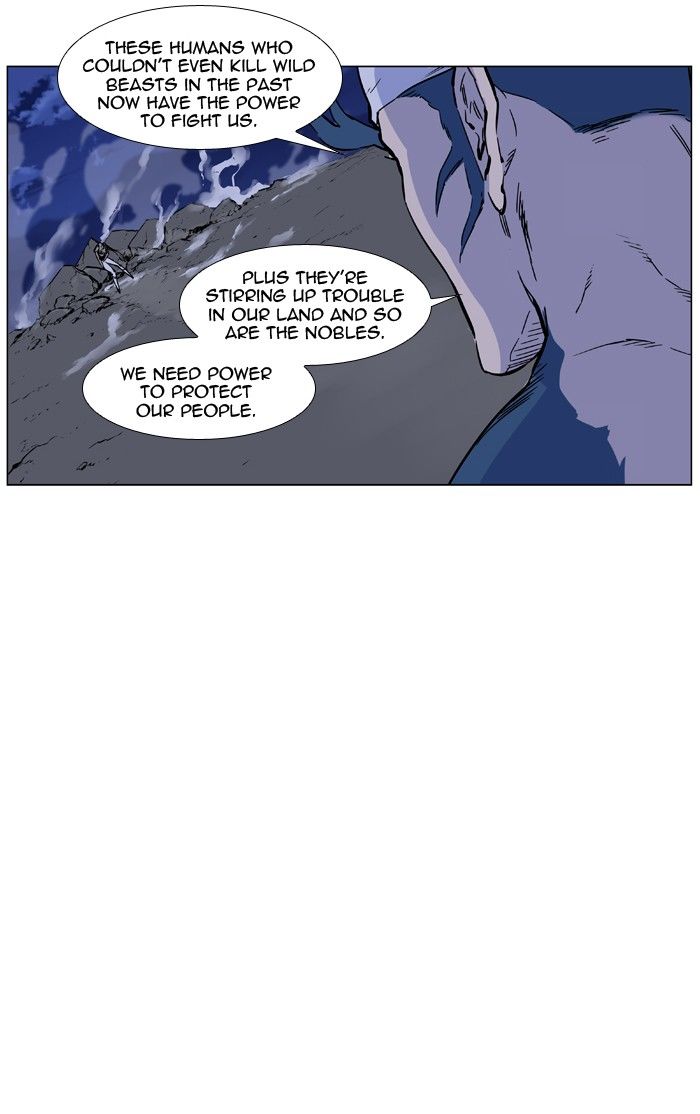 THESE HUMANS WHO
COULDN'T EVEN KILL WILD
BEASTS IN THE PAST
NOW HAVE THE POWER
TO FIGHT US.
PLUS THEY'RE
STIRRING UP TROUBLE
IN OUR LAND AND SO
ARE THE NOBLES.
WE NEED POWER
TO PROTECT
OUR PEOPLE.